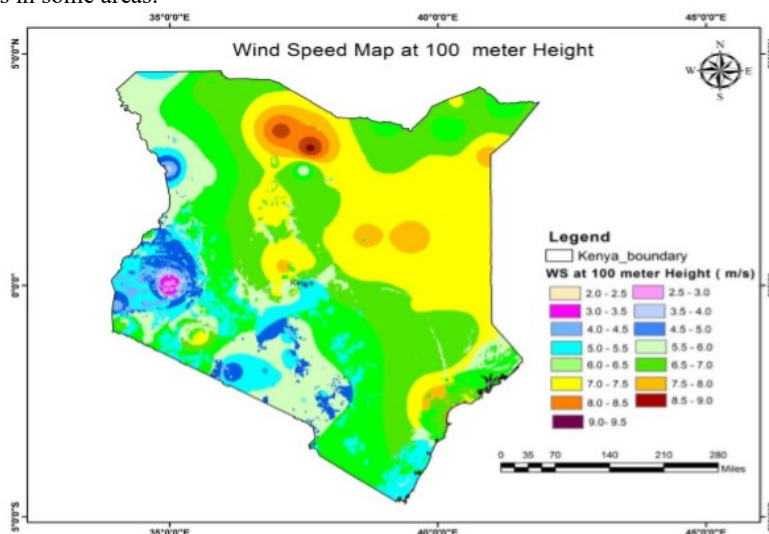 s in some areas.
35°0'0"E 40°0'0"E 45°0'0"E
Wind Speed Map at 100 meter Height
N
W E
S
5°0'0"N
0°0'0"
5°0'0"S
Legend
Kenya_boundary
WS at 100 meter Height ( m/s)
2.0 - 2.5 2.5 - 3.0
3.0 - 3.5 3.5 - 4.0
4.0 - 4.5 4.5 - 5.0
5.0 - 5.5 5.5 - 6.0
6.0 - 6.5 6.5 - 7.0
7.0 - 7.5 7.5 - 8.0
8.0 - 8.5 8.5 - 9.0
9.0- 9.5
0 35 70 140 210 280
Miles
35°0'0"E 40°0'0"E 45°0'0"E